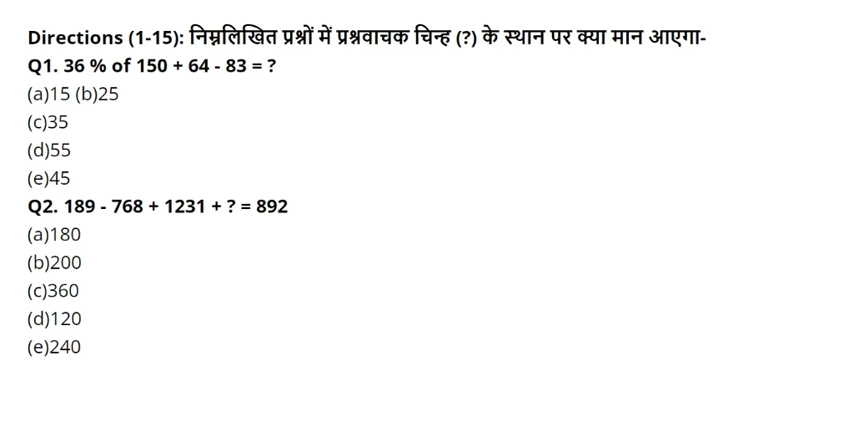 Directions (1-15): निम्नलिखित प्रश्नों में प्रश्नवाचक चिन्ह (?) के स्थान पर क्या मान आएगा-
Q1. 36 % of 150 + 64 - 83 = ?
(a)15 (b)25
(c)35
(d)55
(e)45
Q2. 189 - 768 + 1231 + ? = 892
(a)180
(b)200
(c)360
(d)120
(e)240